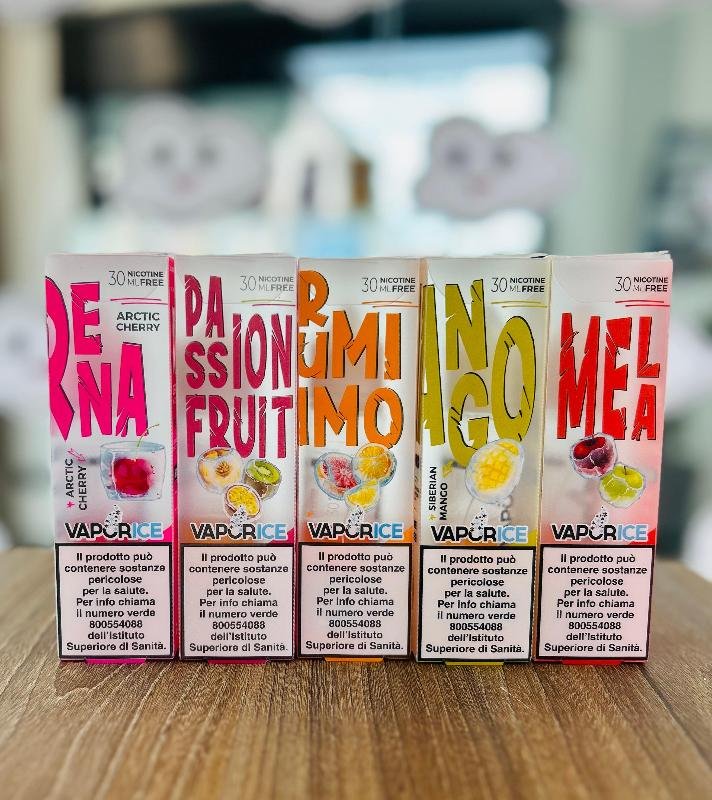 30 NICOTINE
ML FREE
ARCTIC
CHERRY
RE
NA
+ ARCTIC
CHERRY
VAPORICE
Il prodotto può
contenere sostanze
pericolose
per la salute.
Per info chiama
il numero verde
800554088
dell'Istituto
Superiore di Sanità.
30 NICOTINE
ML FREE
PA
SSION
FRUIT
VAPORICE
Il prodotto può
contenere sostanze
pericolose
per la salute.
Per info chiama
il numero verde
800554088
dell'Istituto
Superiore di Sanità.
30 NICOTINE
ML FREE
R
UMI
IMO
VAPORICE
Il prodotto può
contenere sostanze
pericolose
per la salute.
Per info chiama
il numero verde
800554088
dell'Istituto
Superiore di Sanità.
30 NICOTINE
ML FREE
AN
GO
+ SIBERIAN
MANGO
VAPORICE
Il prodotto può
contenere sostanze
pericolose
per la salute.
Per info chiama
il numero verde
800554088
dell'Istituto
Superiore di Sanità.
30 NICOTINE
ML FREE
MEL
A
VAPORICE
Il prodotto può
contenere sostanze
pericolose
per la salute.
Per info chiama
il numero verde
800554088
dell'Istituto
Superiore di Sanità.